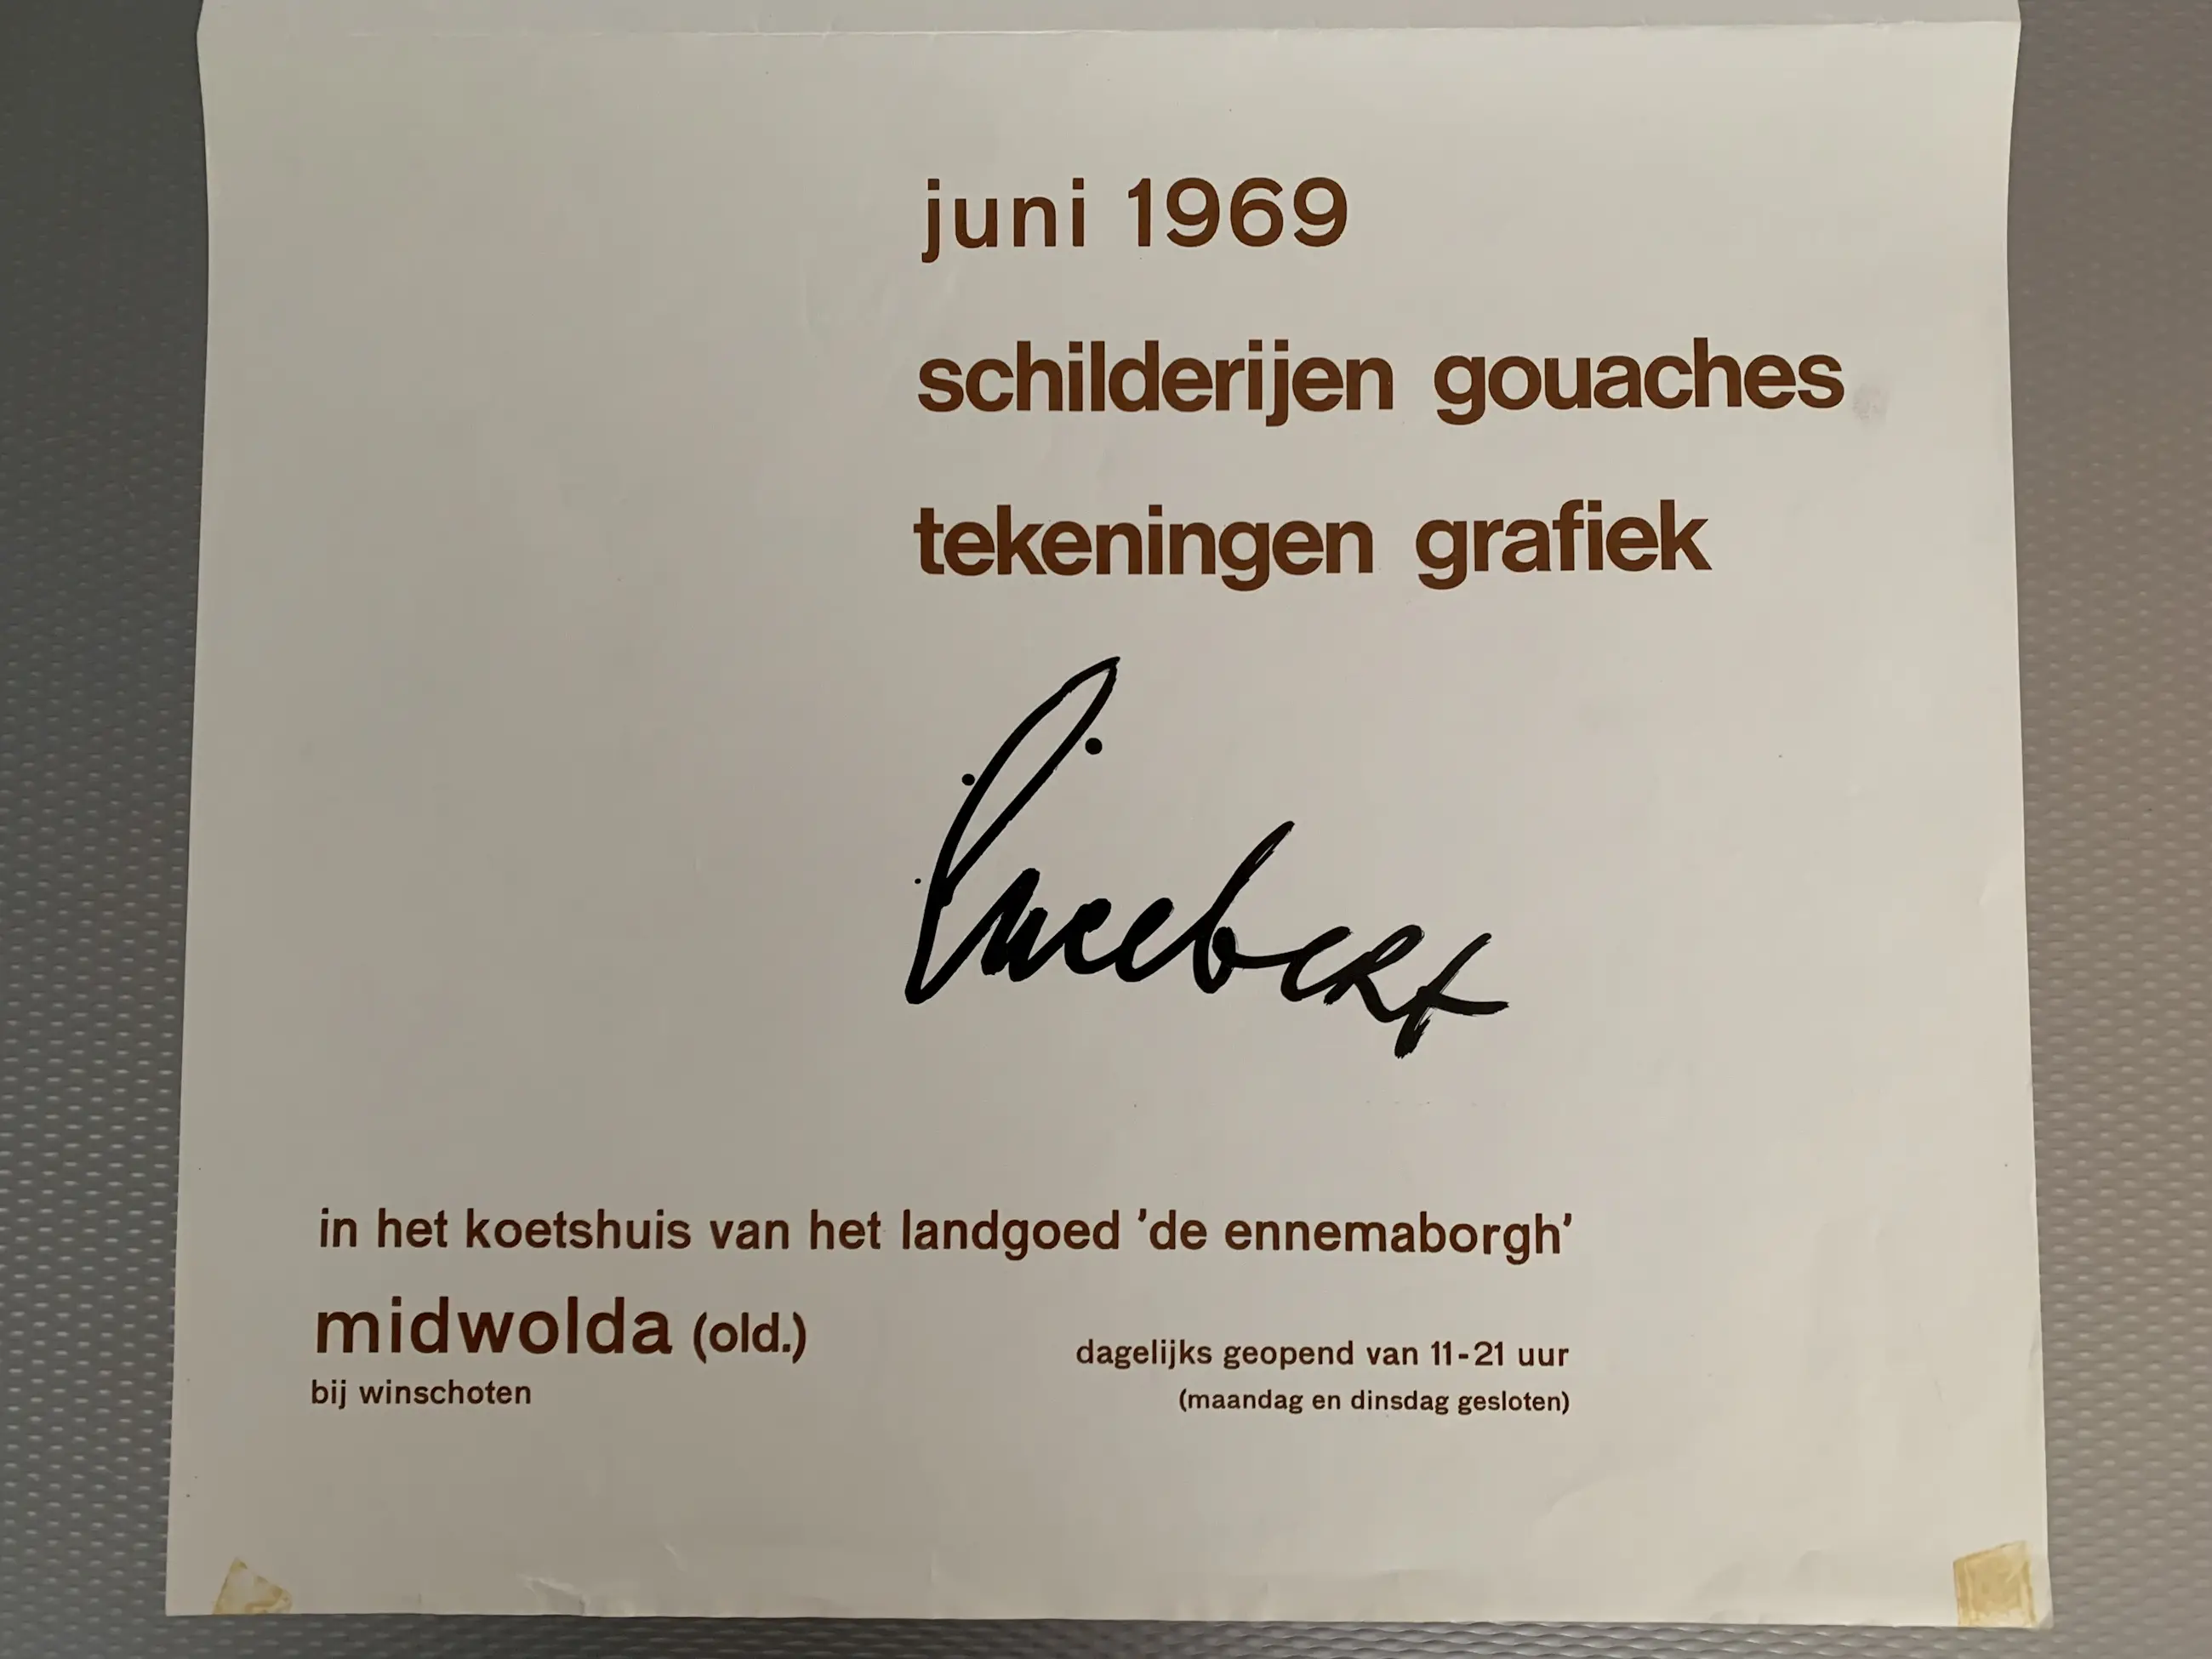 juni 1969
schilderijen gouaches
tekeningen grafiek
Lucebert
in het koetshuis van het landgoed 'de ennemaborgh'
midwolda (old.)
bij winschoten
dagelijks geopend van 11-21 uur
(maandag en dinsdag gesloten)